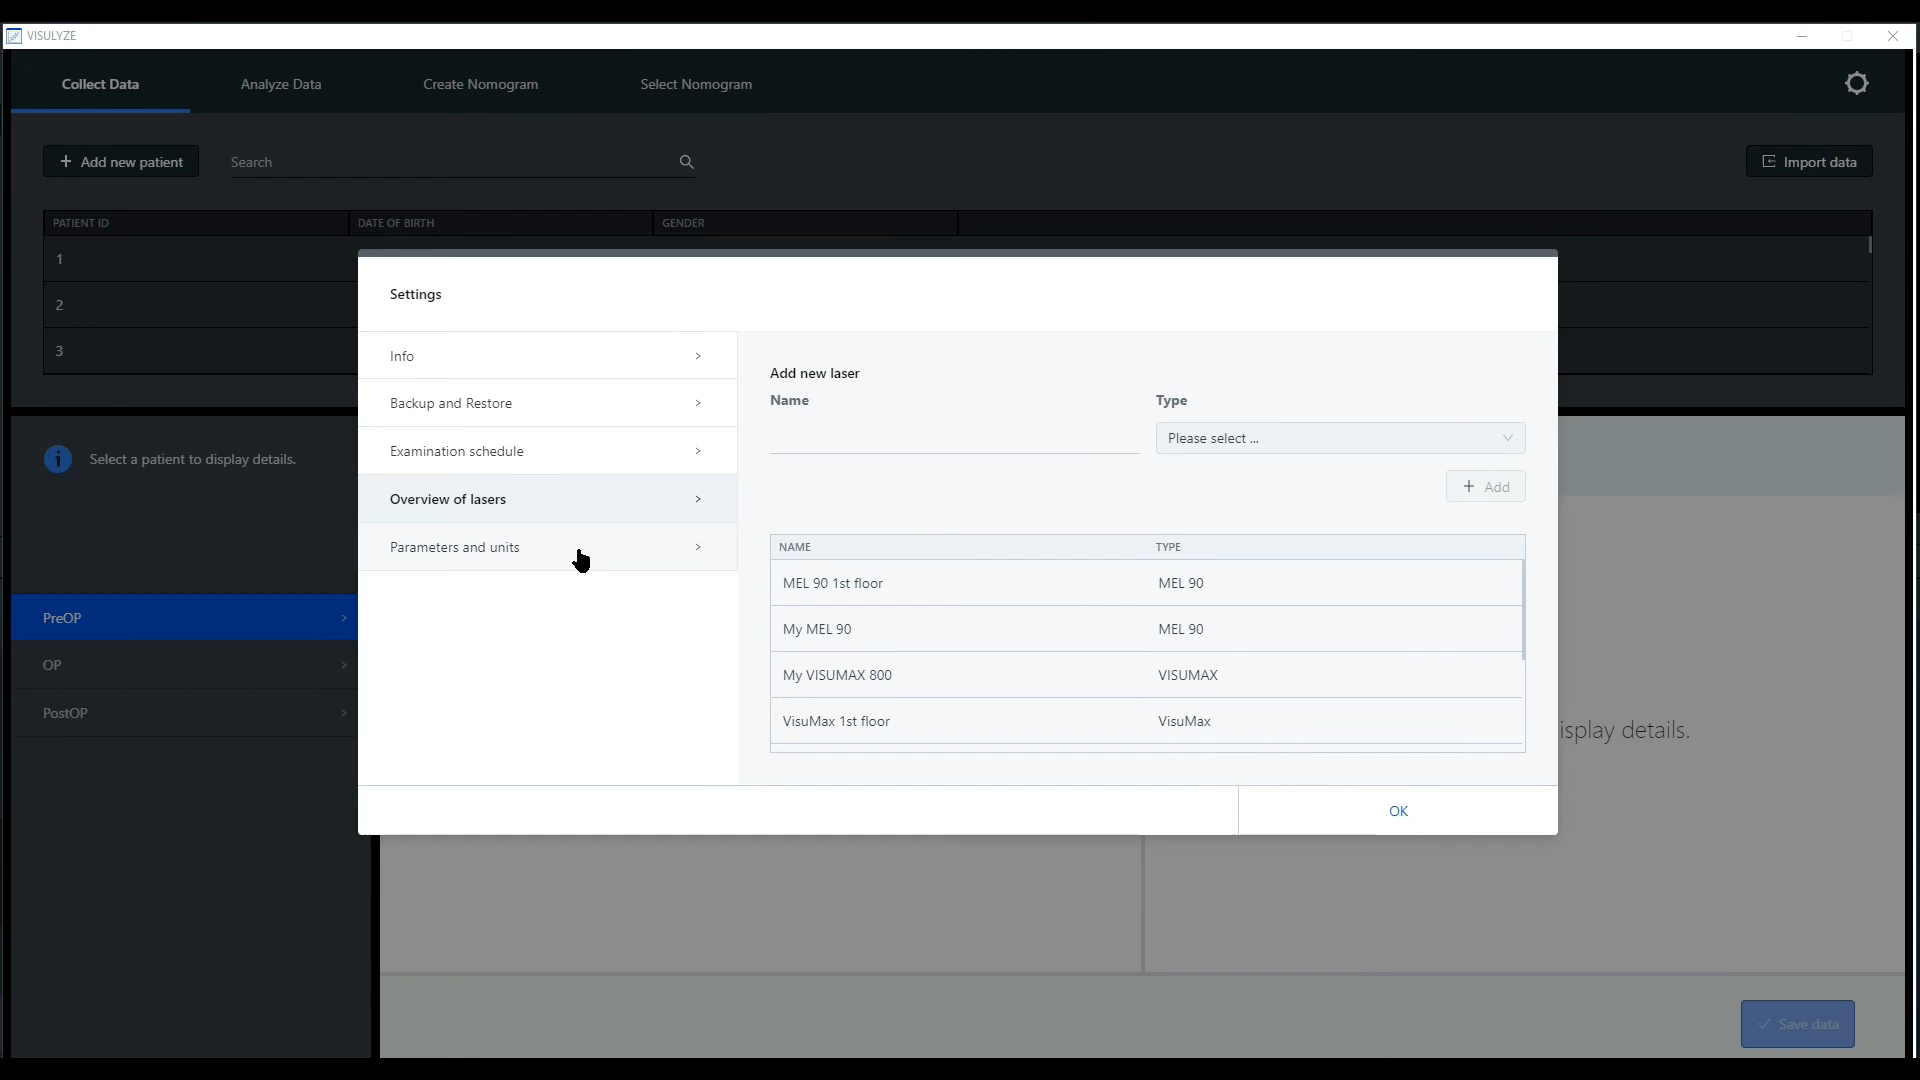 VISULYZE
Collect Data
Analyze Data
Create Nomogram
Select Nomogram
Add new patient
Search
Import data
PATIENT ID
DATE OF BIRTH
GENDER
1
2
3
Settings
Info
Backup and Restore
Examination schedule
Overview of lasers
Parameters and units
Add new laser
Name
Type
Please select ...
+ Add
NAME
TYPE
MEL 90 1st floor
MEL 90
My MEL 90
MEL 90
My VISUMAX 800
VISUMAX
VisuMax 1st floor
VisuMax
OK
Select a patient to display details.
PreOP
OP
PostOP
isplay details.
Save data